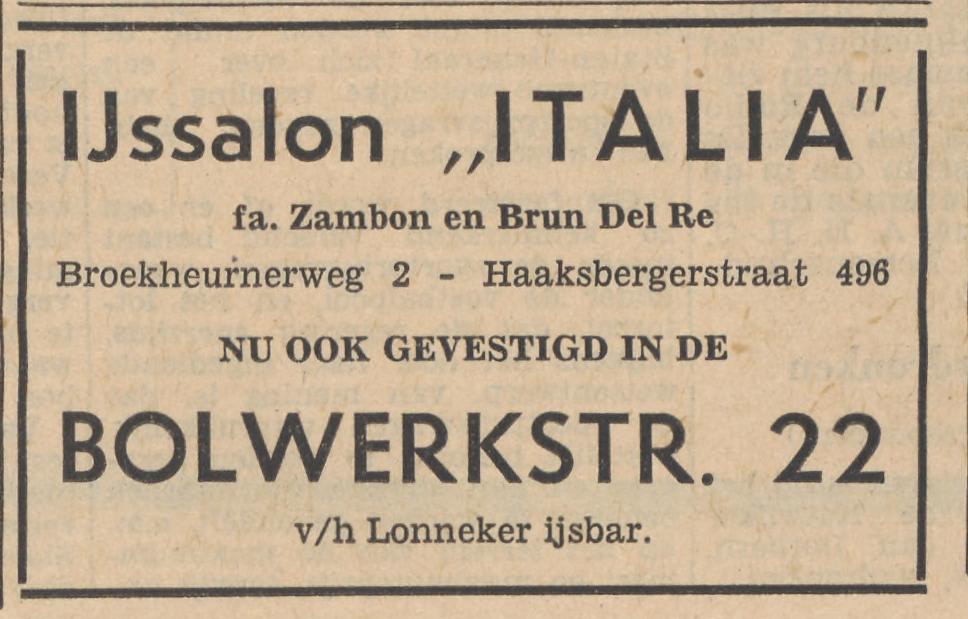 IJssalon „ITALIA"
fa. Zambon en Brun Del Re
Broekheurnerweg 2 - Haaksbergerstraat 496
NU OOK GEVESTIGD IN DE
BOLWERKSTR. 22
v/h Lonneker ijsbar.